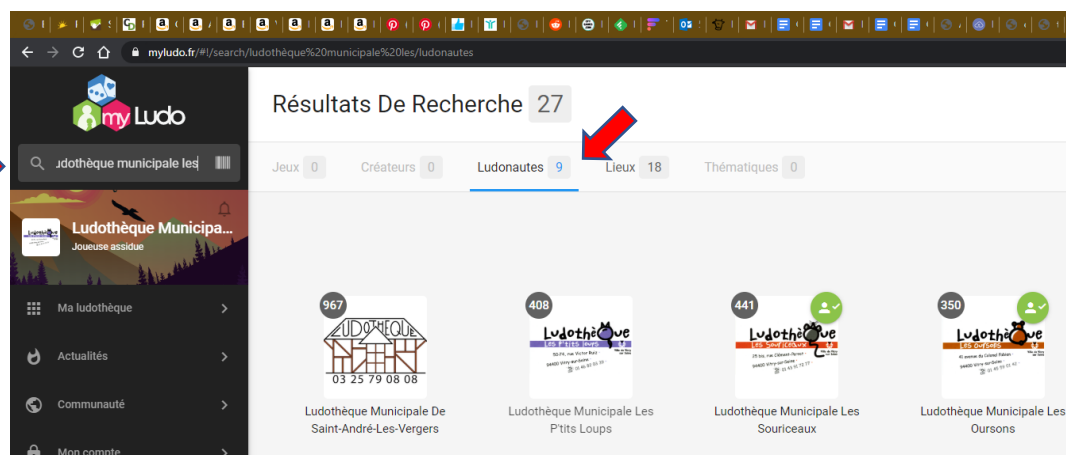 myludo.fr/#!/search/ludothèque%20municipale%20les/ludonautes
my Ludo
Résultats De Recherche 27
udothèque municipale les
Jeux 0 Créateurs 0 Ludonautes 9 Lieux 18 Thématiques 0
Ludothèque Municipa...
Joueuse assidue
Ma ludothèque
Actualités
Communauté
Mon compte
967
LUDOTHEQUE
03 25 79 08 08
Ludothèque Municipale De
Saint-André-Les-Vergers
408
Ludothèque
Les P'tits loups
Ludothèque Municipale Les
P'tits Loups
441
Ludothèque
Les Souriceaux
Ludothèque Municipale Les
Souriceaux
350
Ludothèque
Les oursons
Ludothèque Municipale Les
Oursons